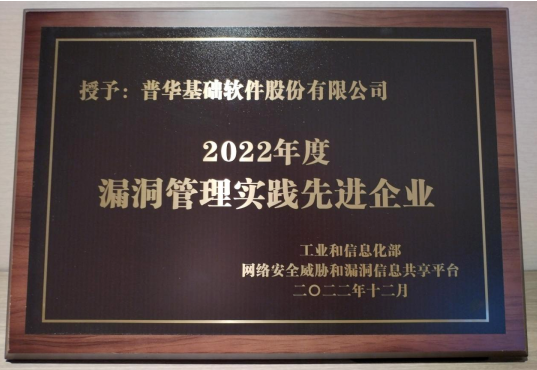 授予：普华基础软件股份有限公司
2022年度
漏洞管理实践先进企业
工业和信息化部
网络安全威胁和漏洞信息共享平台
二〇二二年十二月